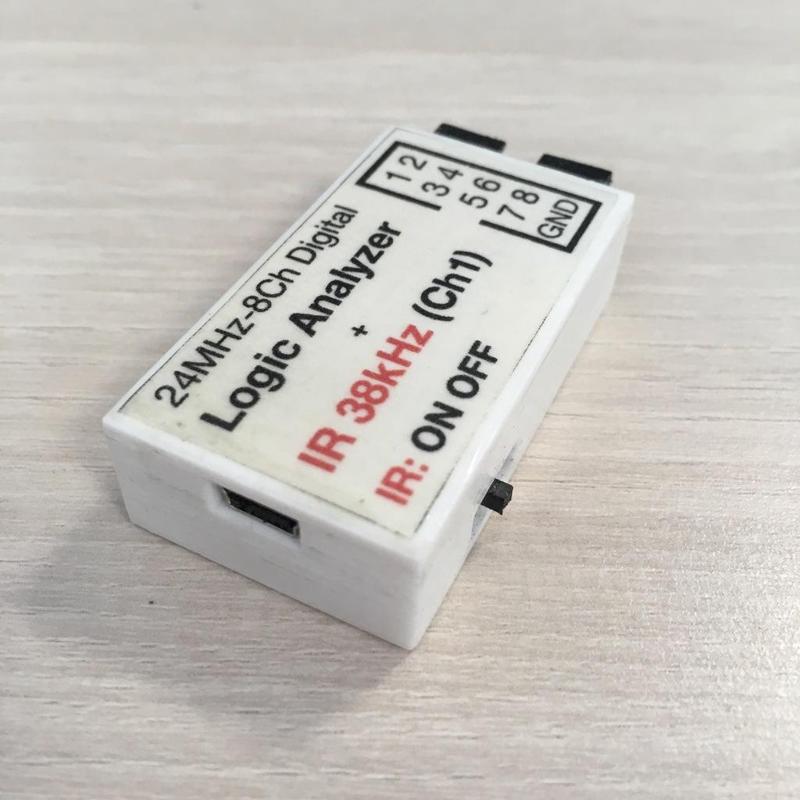 24MHz-8Ch Digital
Logic Analyzer
+
IR 38kHz (Ch1)
IR: ON OFF
1 2
3 4
5 6
7 8
GND